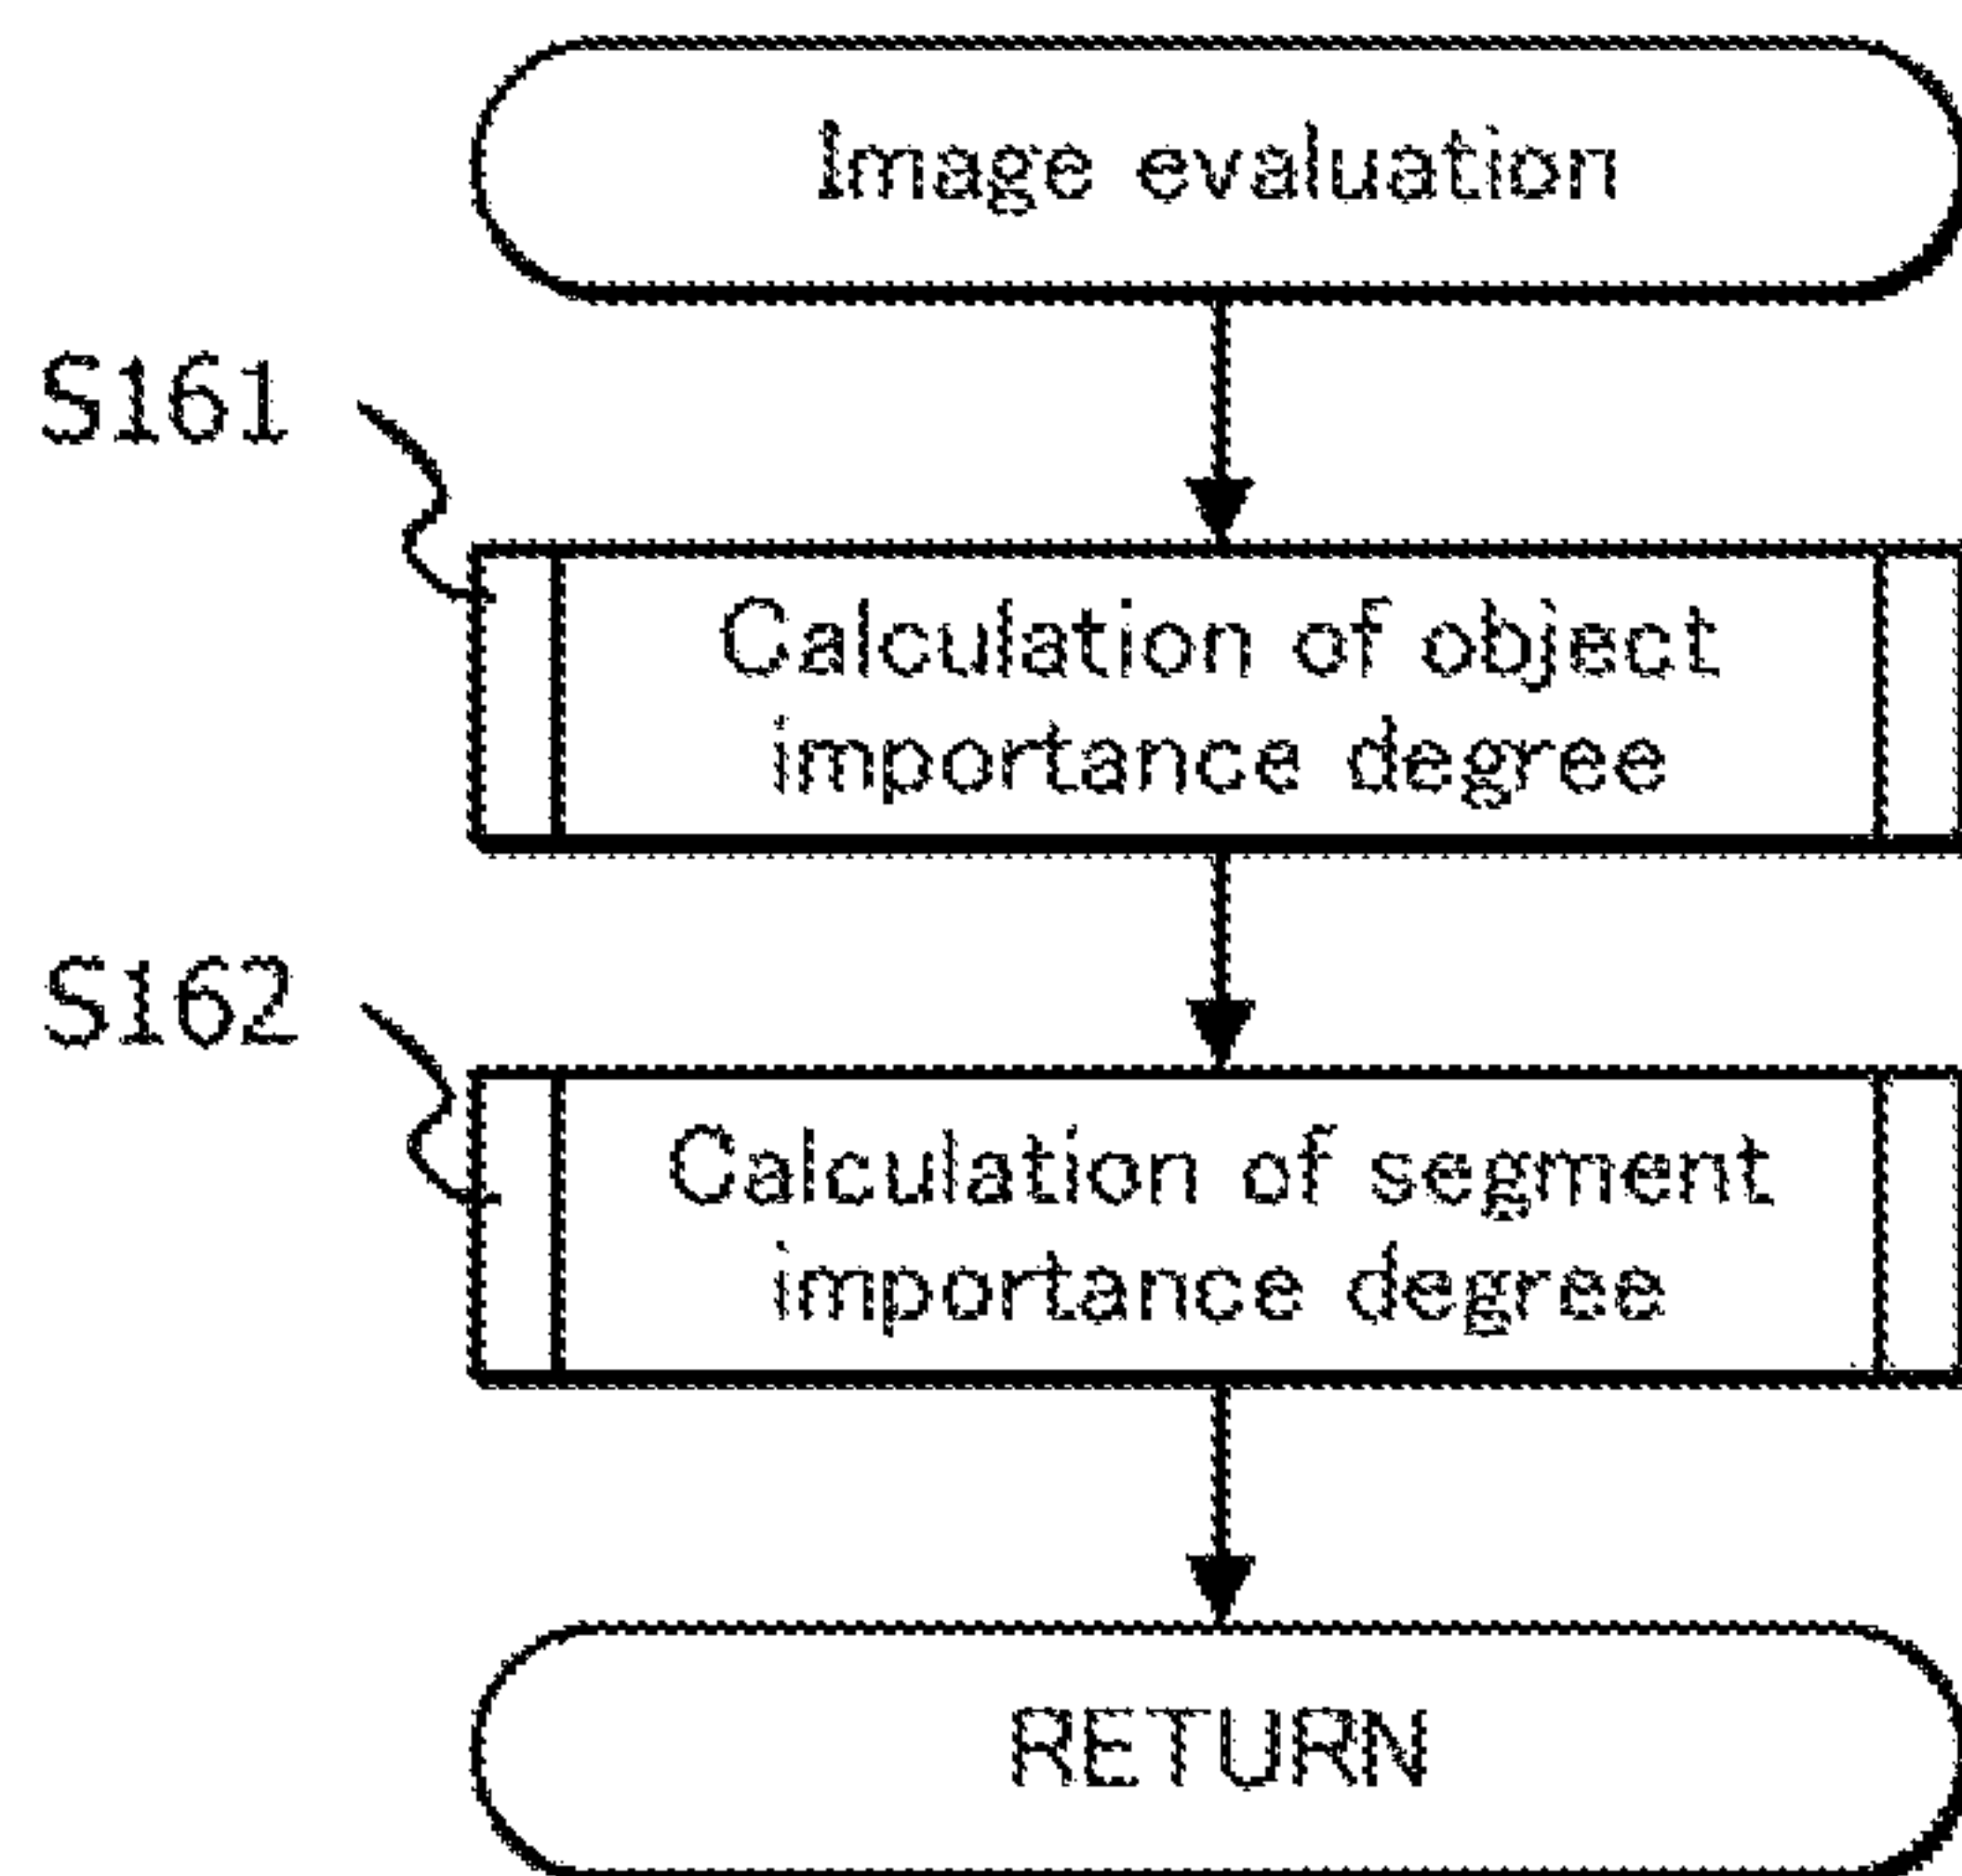 Image evaluation
S161
Calculation of object
importance degree
S162
Calculation of segment
importance degree
RETURN